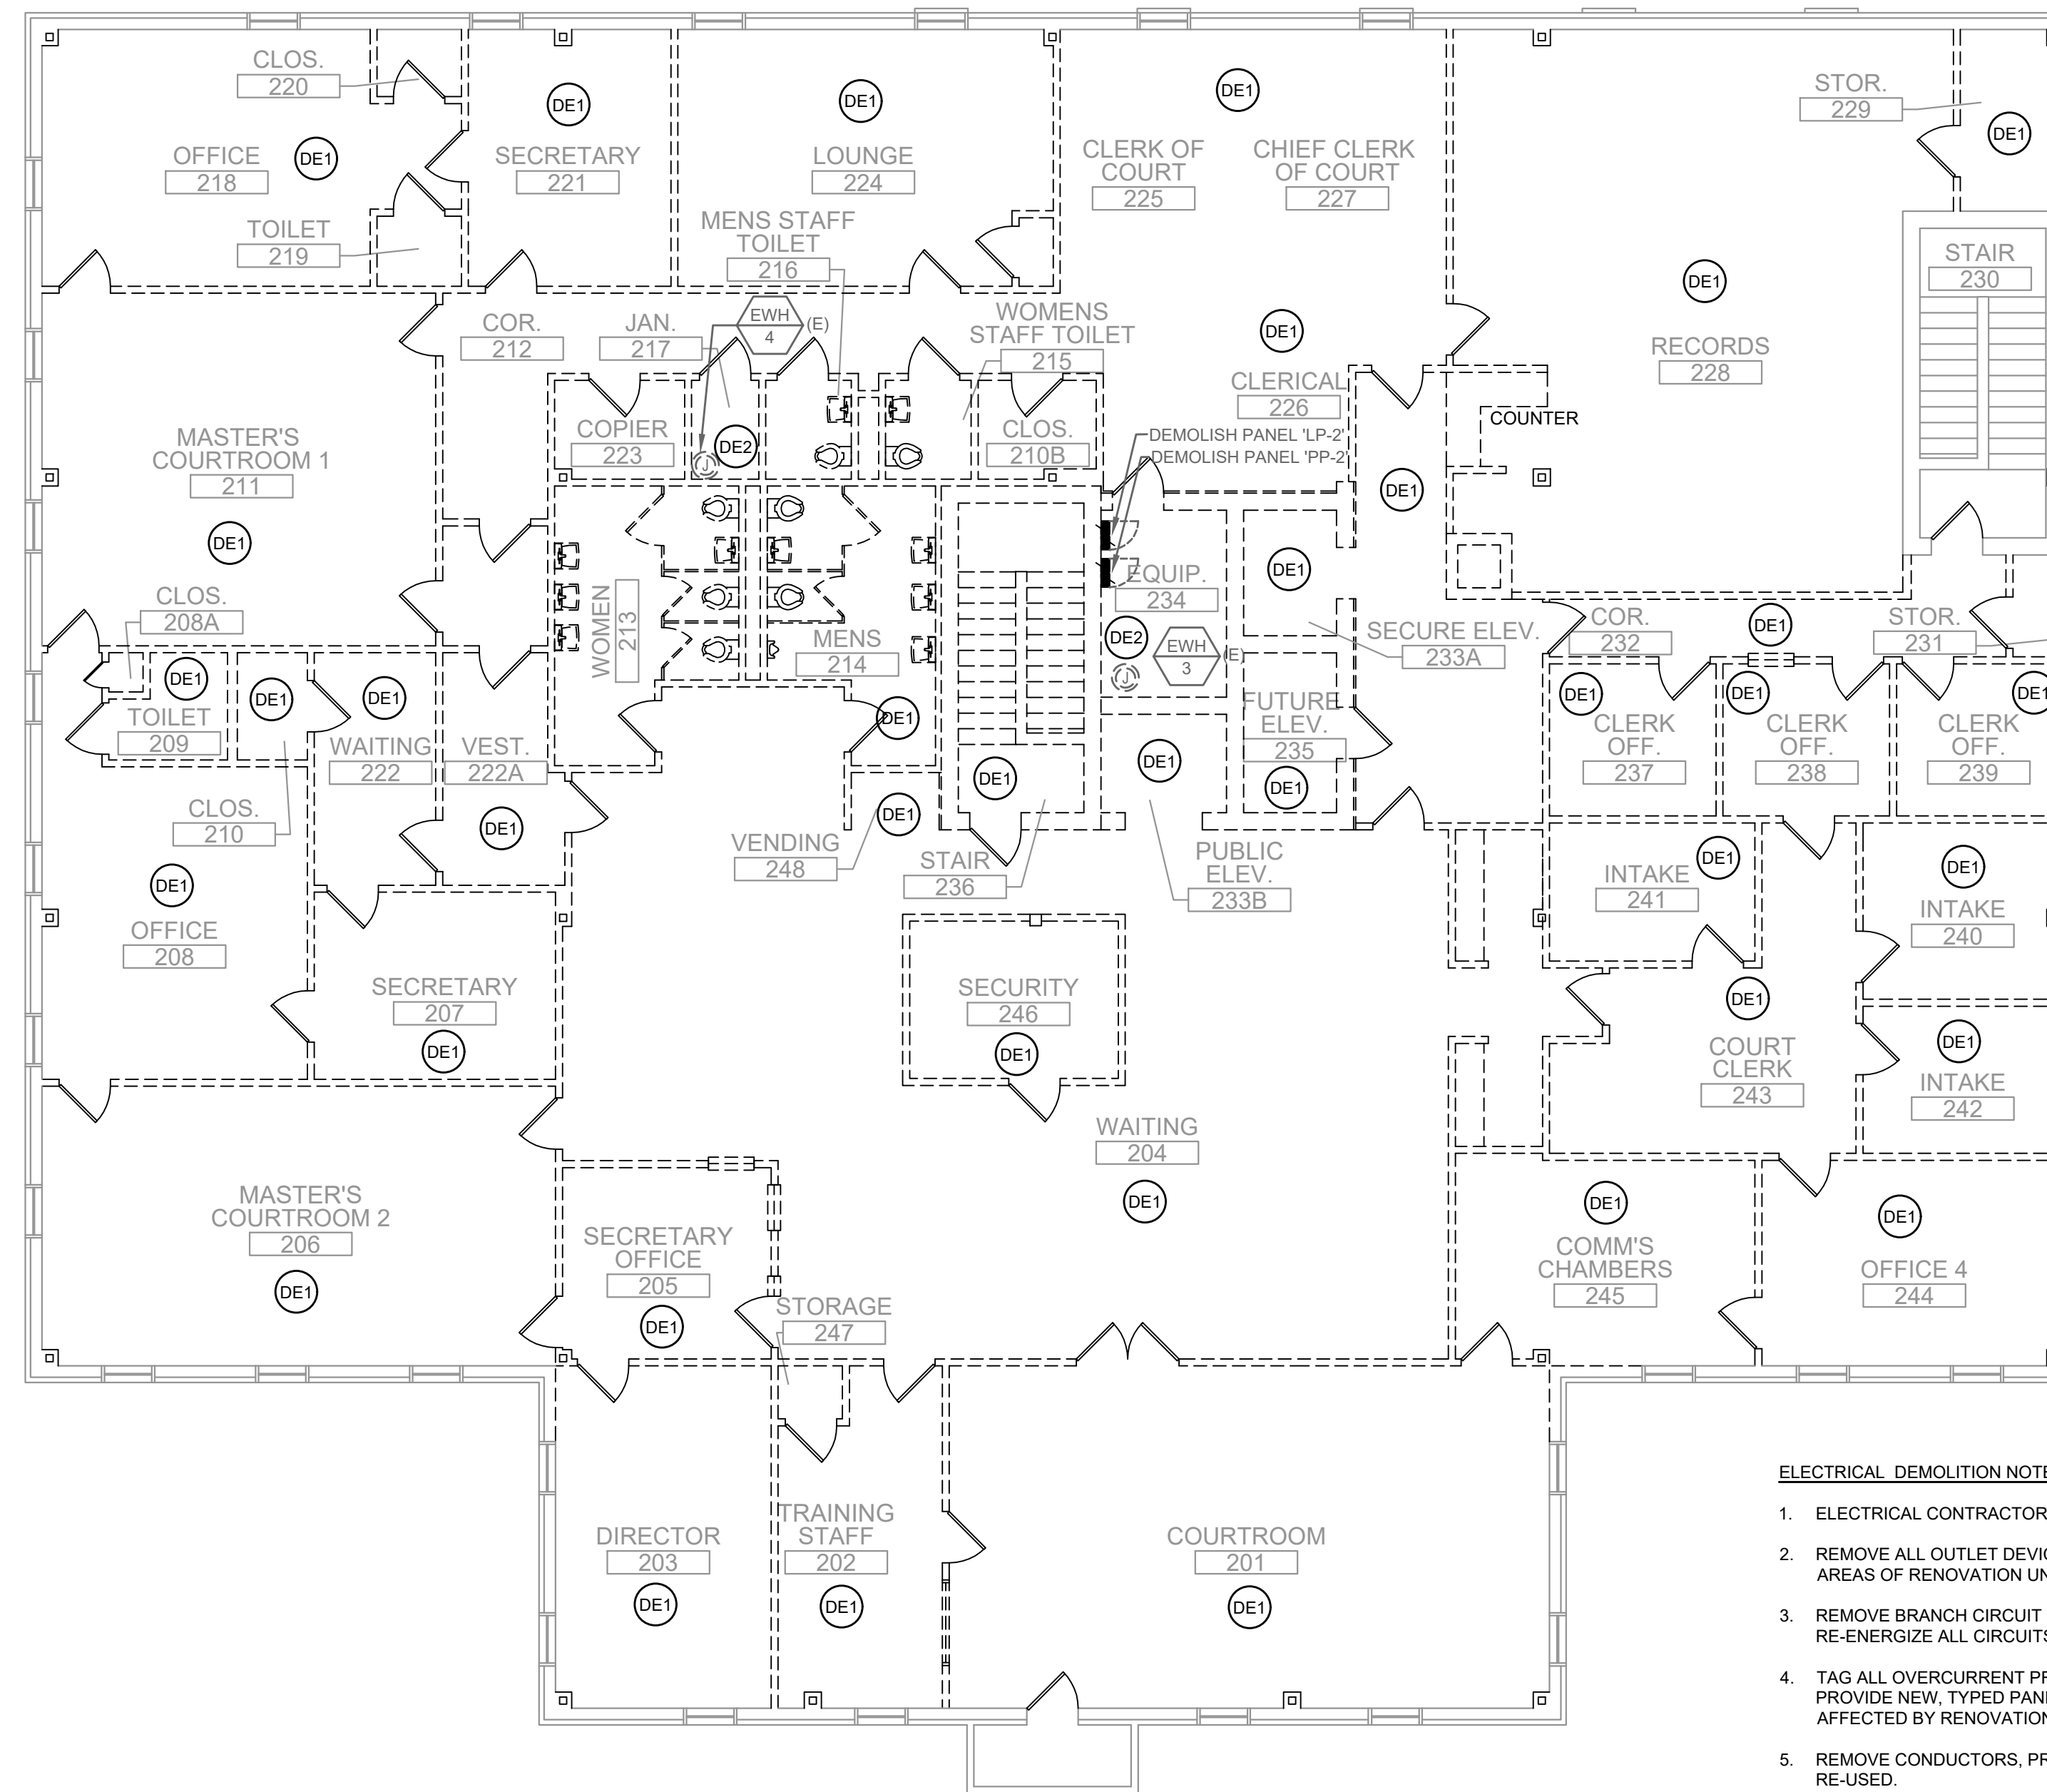 CLOS.
220
DE1
OFFICE
218
DE1
SECRETARY
221
DE1
LOUNGE
224
TOILET
219
MENS STAFF
TOILET
216
DE1
CLERK OF
COURT
225
CHIEF CLERK
OF COURT
227
STOR.
229
DE1
STAIR
230
DE1
RECORDS
228
COR.
212
JAN.
217
EWH
4
(E)
WOMENS
STAFF TOILET
215
DE1
CLERICAL
226
COUNTER
MASTER'S
COURTROOM 1
211
DE1
COPIER
223
DE2
J
CLOS.
210B
DEMOLISH PANEL 'LP-2'
DEMOLISH PANEL 'PP-2'
DE1
CLOS.
208A
WOMEN
213
MENS
214
EQUIP.
234
DE2
EWH
3
(E)
J
DE1
SECURE ELEV.
233A
COR.
232
DE1
STOR.
231
DE1
TOILET
209
DE1
DE1
WAITING
222
VEST.
222A
DE1
FUTURE
ELEV.
235
DE1
DE1
DE1
CLERK
OFF.
237
DE1
CLERK
OFF.
238
DE1
CLERK
OFF.
239
CLOS.
210
DE1
VENDING
248
DE1
DE1
STAIR
236
PUBLIC
ELEV.
233B
DE1
INTAKE
241
DE1
INTAKE
240
DE1
OFFICE
208
SECRETARY
207
DE1
SECURITY
246
DE1
DE1
COURT
CLERK
243
DE1
INTAKE
242
WAITING
204
DE1
MASTER'S
COURTROOM 2
206
DE1
SECRETARY
OFFICE
205
DE1
STORAGE
247
DE1
COMM'S
CHAMBERS
245
DE1
OFFICE 4
244
DIRECTOR
203
DE1
TRAINING
STAFF
202
DE1
COURTROOM
201
DE1
ELECTRICAL DEMOLITION NOTE
1. ELECTRICAL CONTRACTOR
2. REMOVE ALL OUTLET DEVIC
AREAS OF RENOVATION UN
3. REMOVE BRANCH CIRCUIT
RE-ENERGIZE ALL CIRCUITS
4. TAG ALL OVERCURRENT PR
PROVIDE NEW, TYPED PANE
AFFECTED BY RENOVATION
5. REMOVE CONDUCTORS, PR
RE-USED.